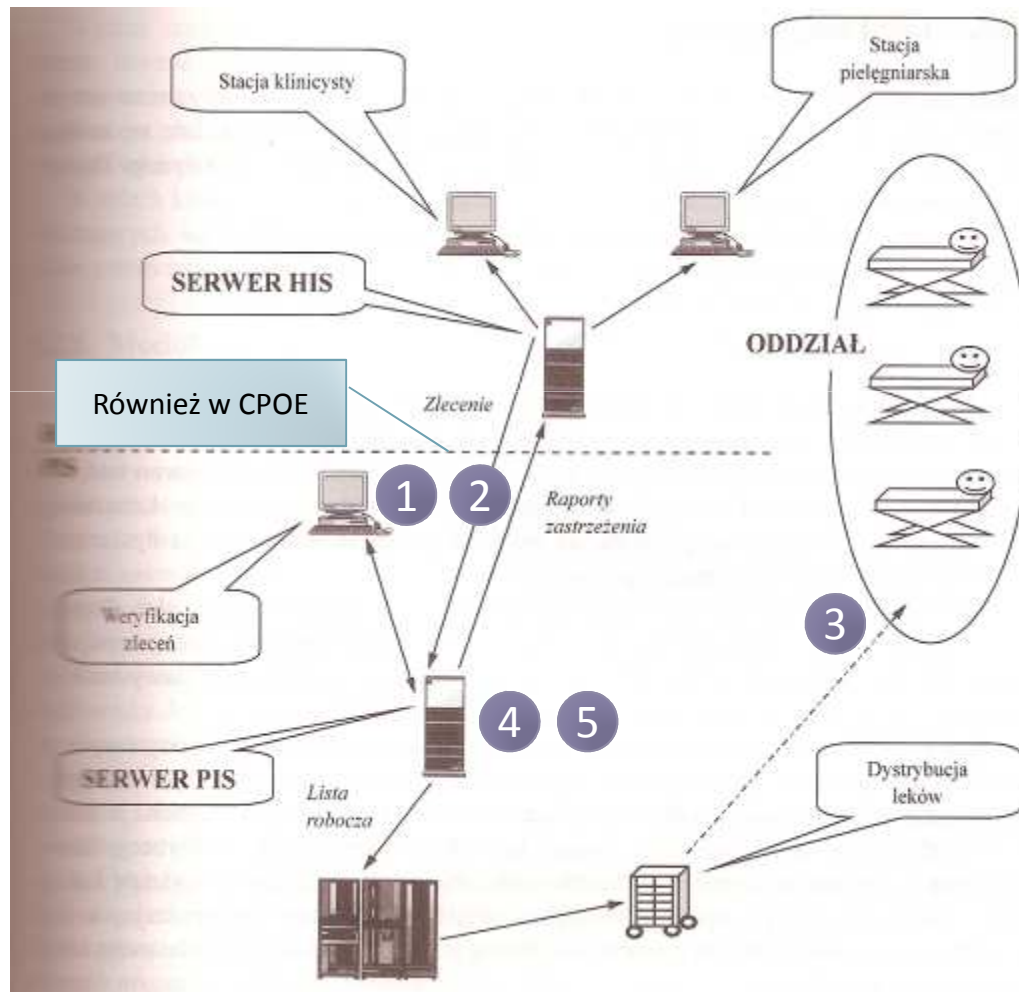 Stacja klinicysty
Stacja
pielęgniarska
SERWER HIS
ODDZIAŁ
Również w CPOE
Zlecenie
1
2
Raporty
zastrzeżenia
Weryfikacja
zleceń
3
4
5
SERWER PIS
Lista
robocza
Dystrybucja
leków